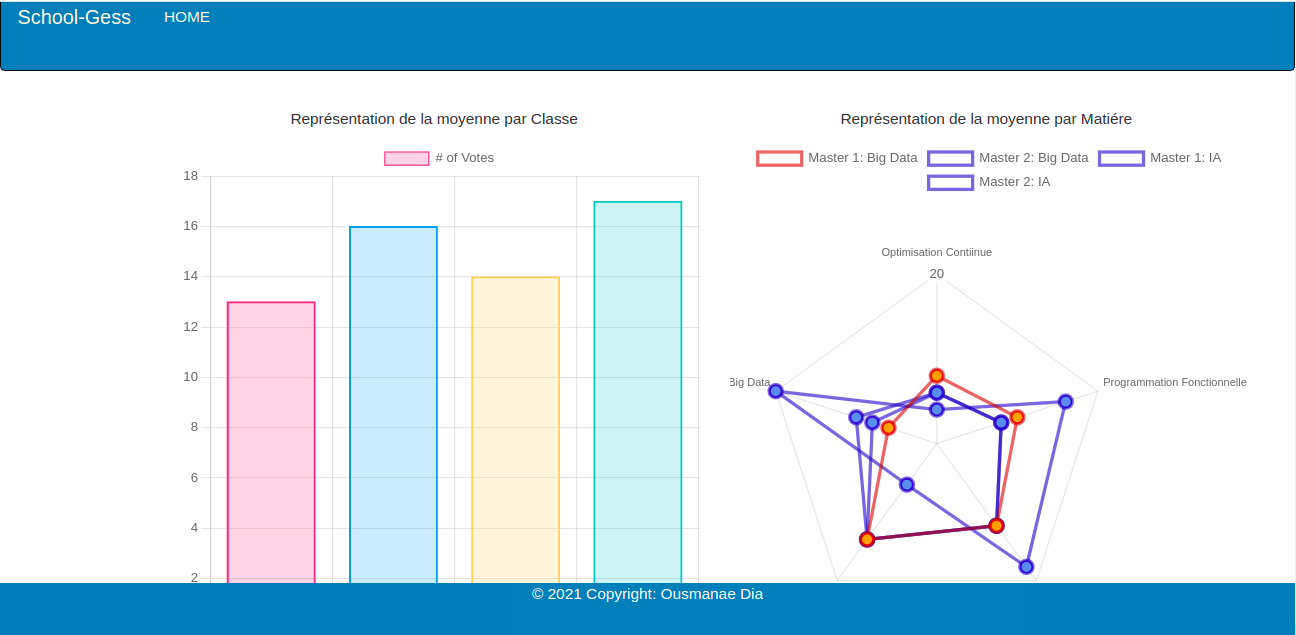 School-Gess HOME
Représentation de la moyenne par Classe
# of Votes
18
16
14
12
10
8
6
4
2
Représentation de la moyenne par Matiére
Master 1: Big Data Master 2: Big Data Master 1: IA
Master 2: IA
Optimisation Contiinue
20
Big Data
Programmation Fonctionnelle
© 2021 Copyright: Ousmanae Dia